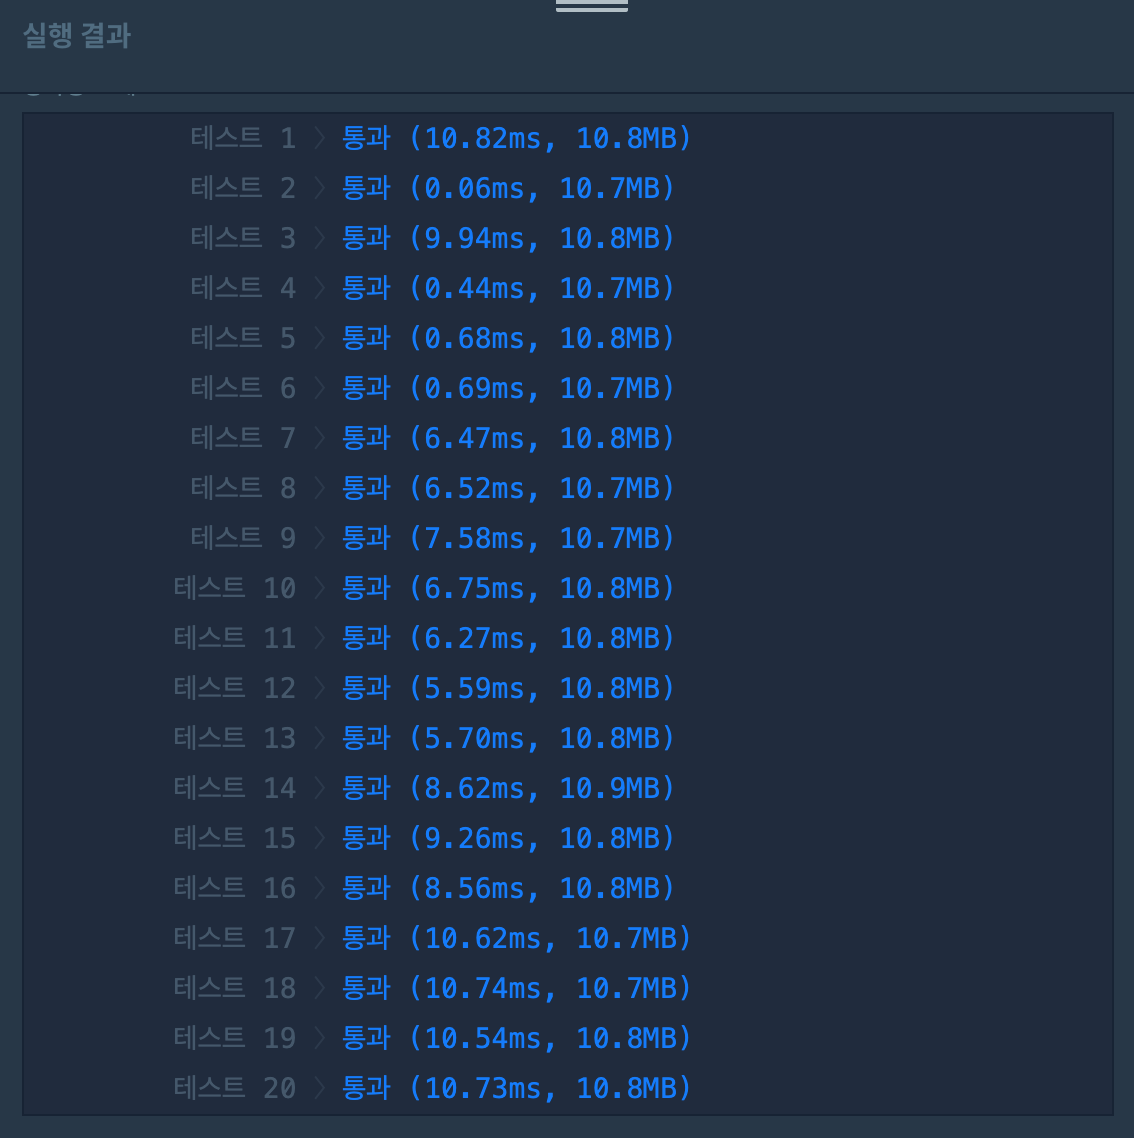 실행 결과
테스트 1 〉 통과 (10.82ms, 10.8MB)
테스트 2 〉 통과 (0.06ms, 10.7MB)
테스트 3 〉 통과 (9.94ms, 10.8MB)
테스트 4 〉 통과 (0.44ms, 10.7MB)
테스트 5 〉 통과 (0.68ms, 10.8MB)
테스트 6 〉 통과 (0.69ms, 10.7MB)
테스트 7 〉 통과 (6.47ms, 10.8MB)
테스트 8 〉 통과 (6.52ms, 10.7MB)
테스트 9 〉 통과 (7.58ms, 10.7MB)
테스트 10 〉 통과 (6.75ms, 10.8MB)
테스트 11 〉 통과 (6.27ms, 10.8MB)
테스트 12 〉 통과 (5.59ms, 10.8MB)
테스트 13 〉 통과 (5.70ms, 10.8MB)
테스트 14 〉 통과 (8.62ms, 10.9MB)
테스트 15 〉 통과 (9.26ms, 10.8MB)
테스트 16 〉 통과 (8.56ms, 10.8MB)
테스트 17 〉 통과 (10.62ms, 10.7MB)
테스트 18 〉 통과 (10.74ms, 10.7MB)
테스트 19 〉 통과 (10.54ms, 10.8MB)
테스트 20 〉 통과 (10.73ms, 10.8MB)